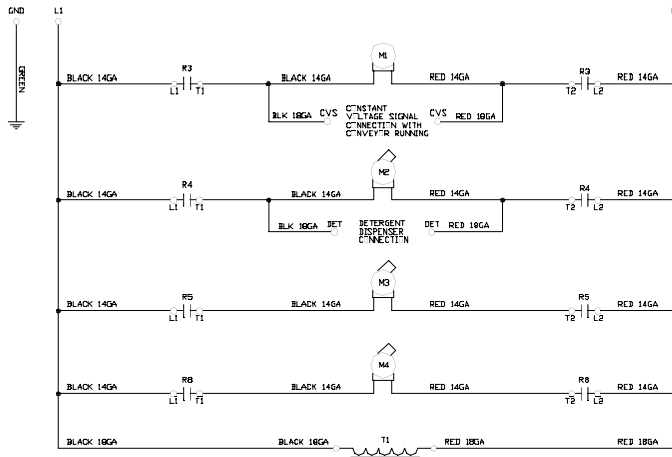 GND L1
GREEN
R3 M1 R3
BLACK 14GA BLACK 14GA RED 14GA RED 14GA
L1 T1 T2 L2
BLK 18GA CVS CONSTANT CVS RED 18GA
VOLTAGE SIGNAL
CONNECTION WITH
CONVEYOR RUNNING
R4 M2 R4
BLACK 14GA BLACK 14GA RED 14GA RED 14GA
L1 T1 T2 L2
BLK 18GA DET DETERGENT DET RED 18GA
DISPENSER
CONNECTION
R5 M3 R5
BLACK 14GA BLACK 14GA RED 14GA RED 14GA
L1 T1 T2 L2
M4
R6 R6
BLACK 14GA BLACK 14GA RED 14GA RED 14GA
L1 T1 T2 L2
BLACK 18GA BLACK 18GA T1 RED 18GA RED 18GA